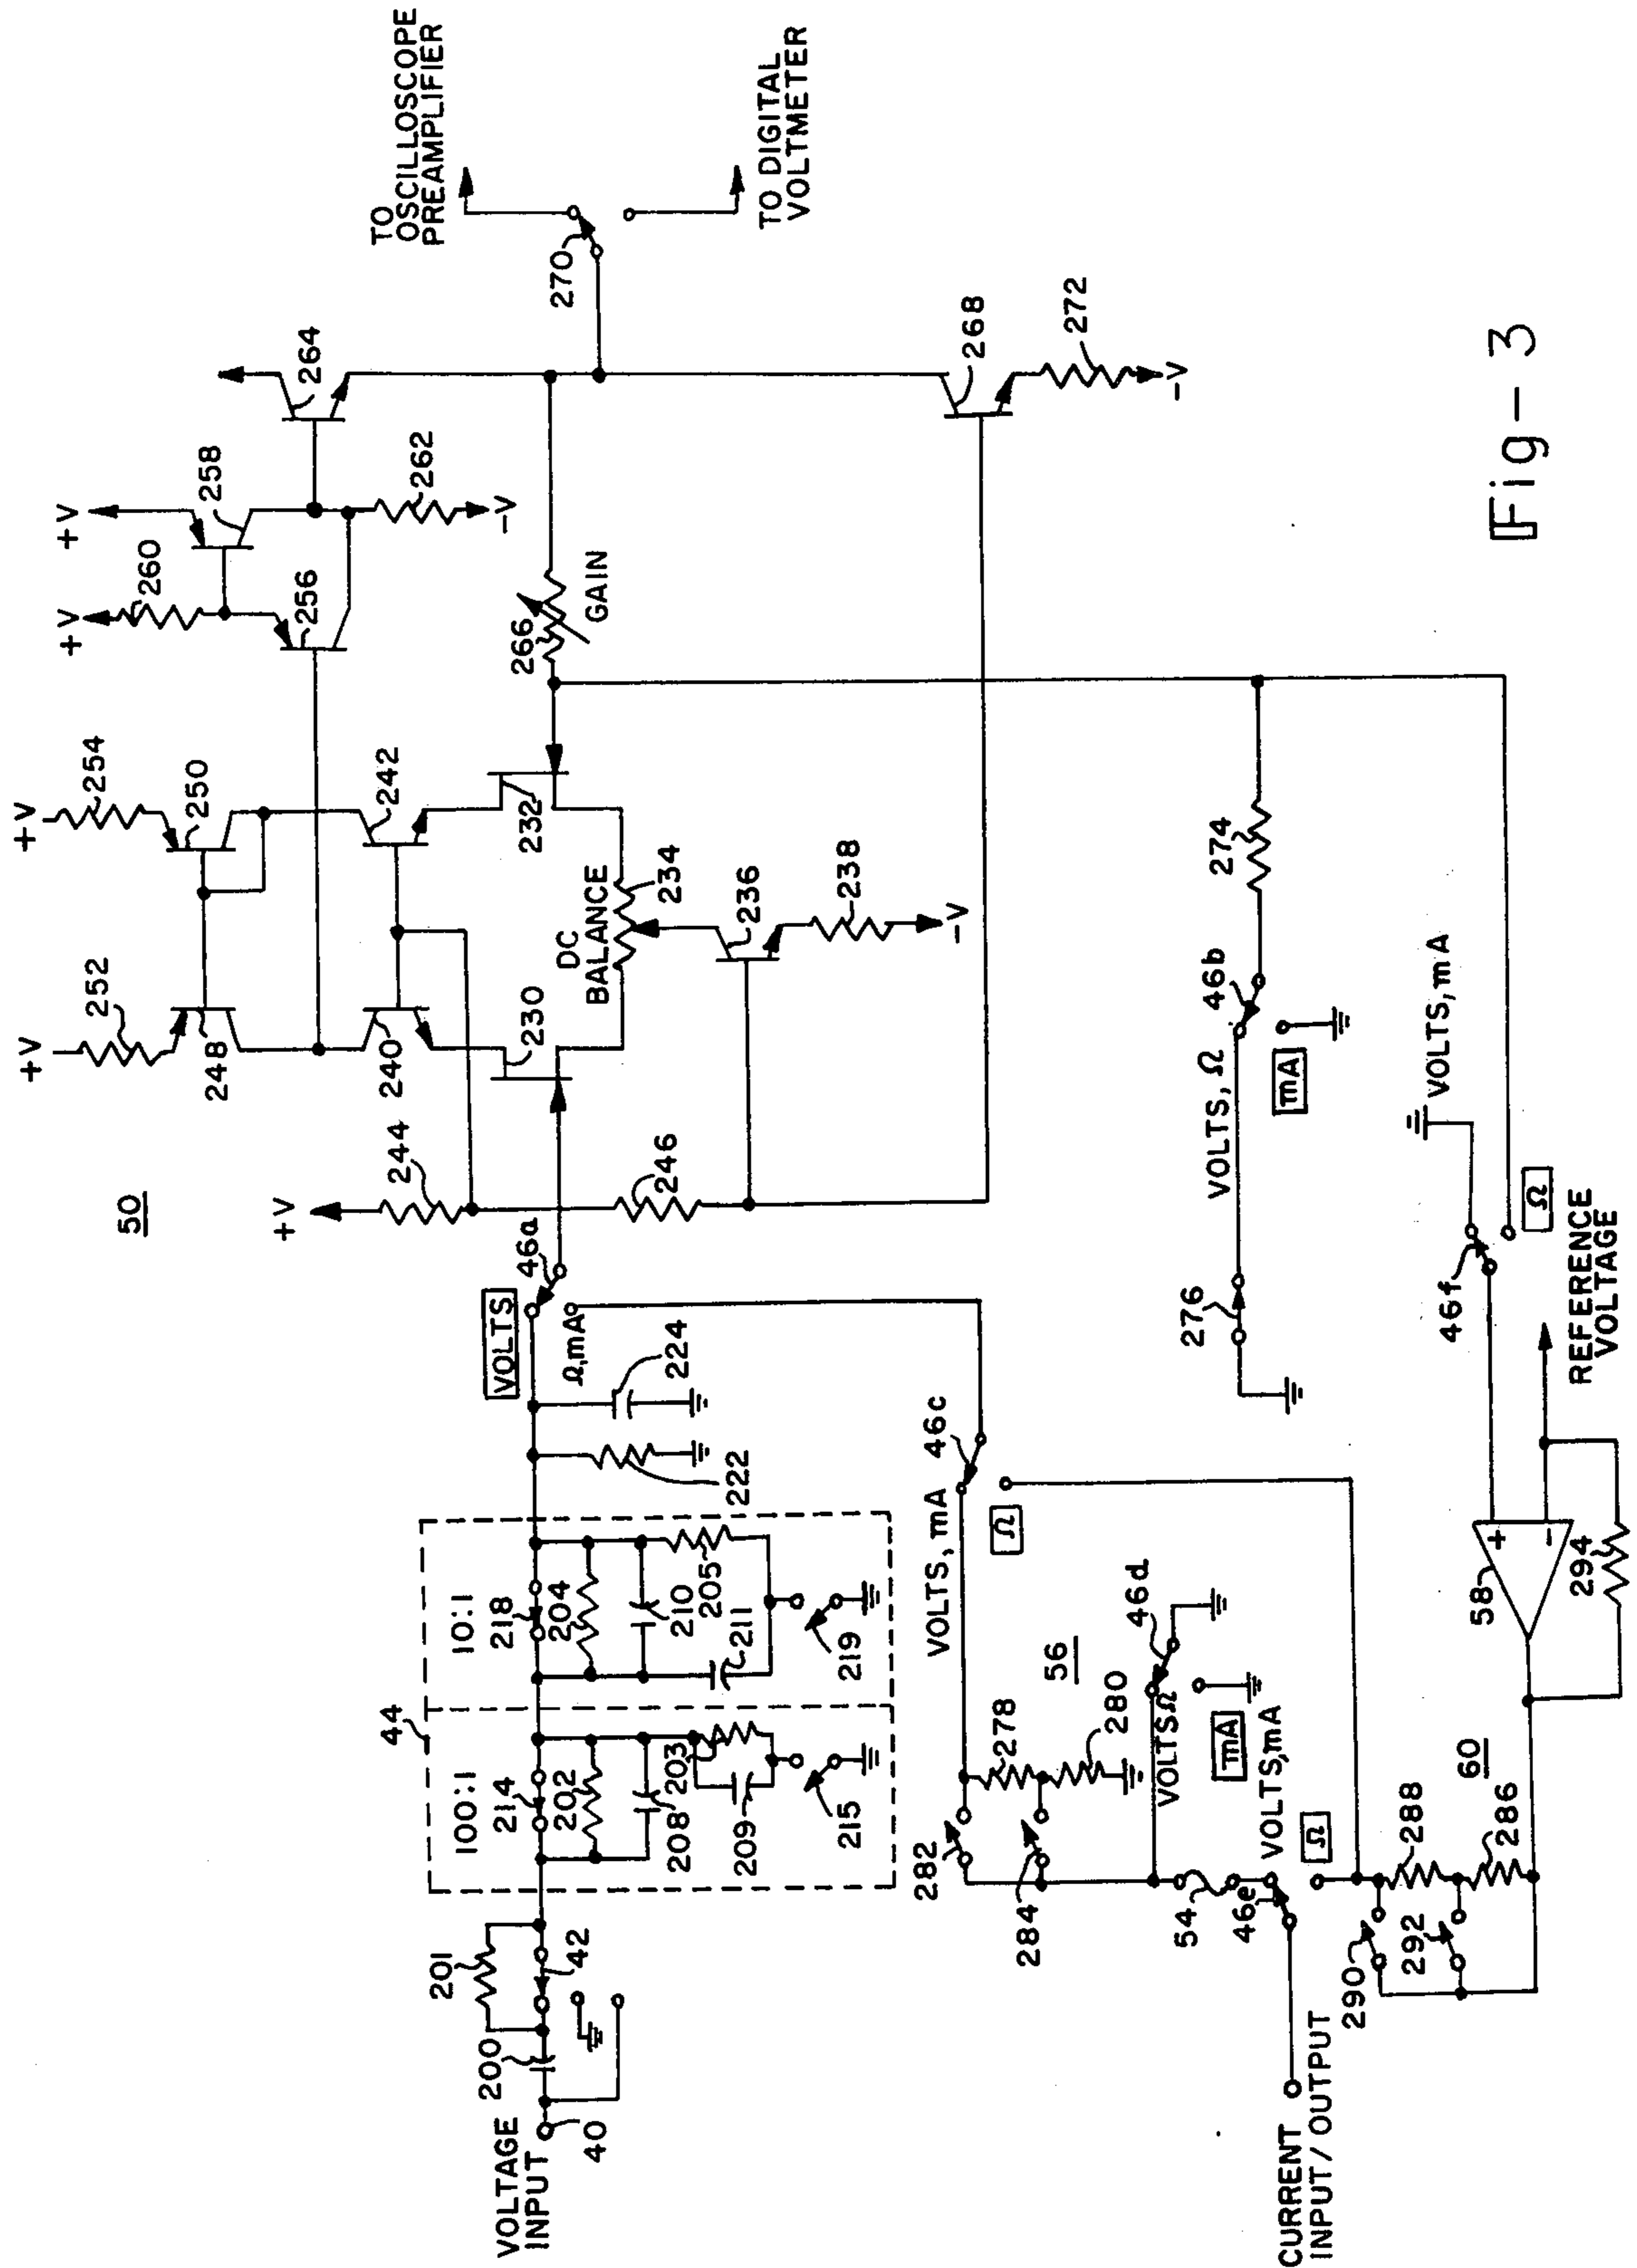 50
+V
+V
+V
+V
+V
TO
OSCILLOSCOPE
PREAMPLIFIER
TO DIGITAL
VOLTMETER
252
254
260
258
264
248
250
256
262
-V
244
240
242
270
230
232
266
GAIN
DC
BALANCE
234
246
236
238
-V
268
272
-V
VOLTAGE
INPUT
40
200
201
42
44
100:1
214
202
208
203
209
215
10:1
218
204
210
211
205
219
222
224
VOLTS
46a
Ω,mA
VOLTS, mA
46c
Ω
282
278
284
280
56
46d
VOLTSΩ
mA
54
46e
VOLTS,mA
Ω
CURRENT
INPUT/OUTPUT
290
292
288
286
60
58
+
-
294
REFERENCE
VOLTAGE
46f
VOLTS,mA
Ω
276
VOLTS, Ω
46b
mA
274
Fig-3